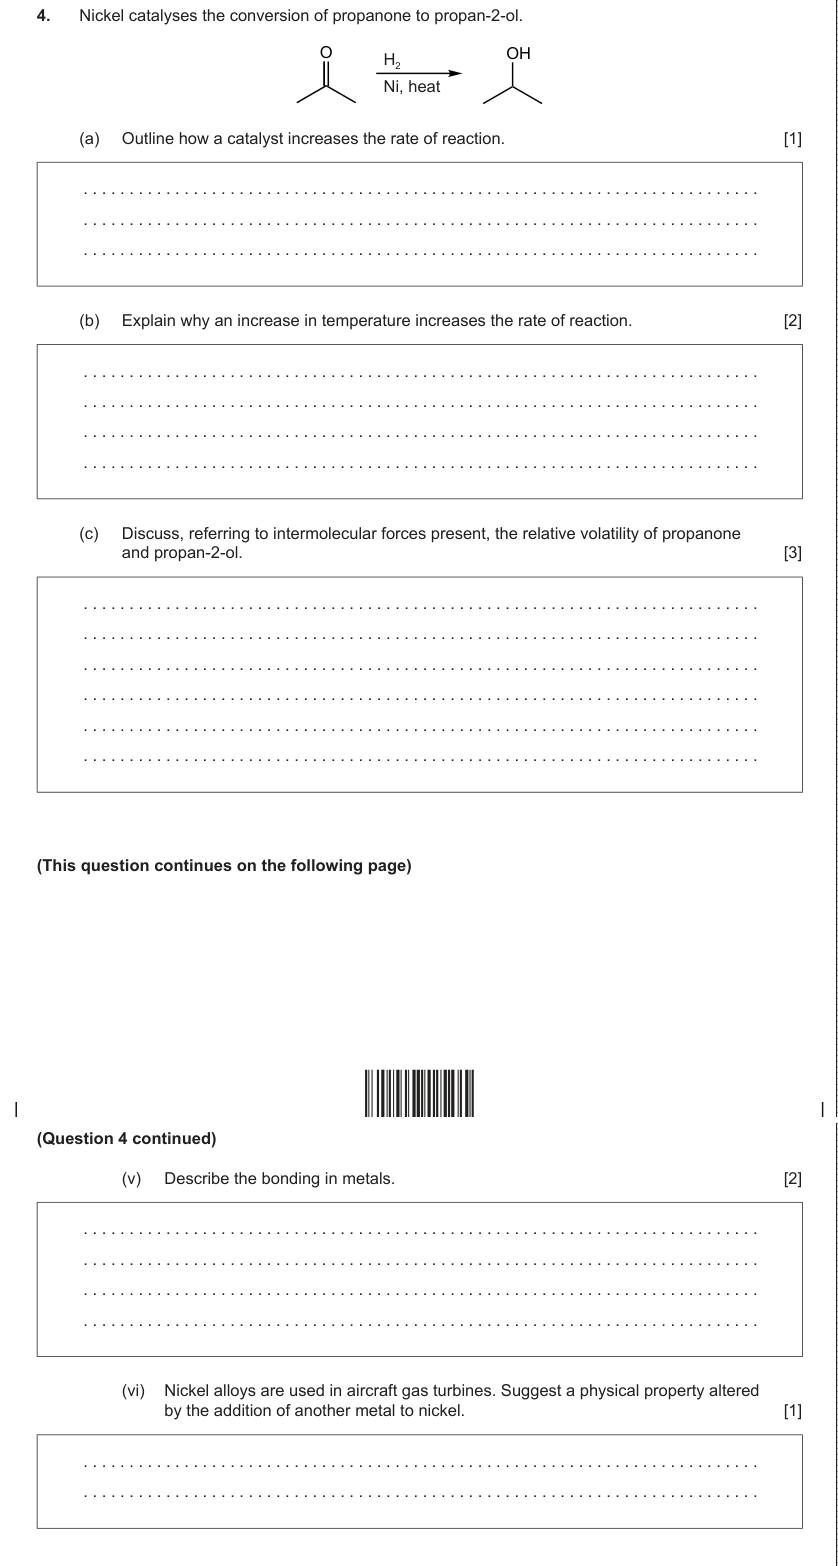 4. Nickel catalyses the conversion of propanone to propan-2-ol.
O
H₂
Ni, heat
OH
(a) Outline how a catalyst increases the rate of reaction. [1]
(b) Explain why an increase in temperature increases the rate of reaction. [2]
(c) Discuss, referring to intermolecular forces present, the relative volatility of propanone
and propan-2-ol. [3]
(This question continues on the following page)
(Question 4 continued)
(v) Describe the bonding in metals. [2]
(vi) Nickel alloys are used in aircraft gas turbines. Suggest a physical property altered
by the addition of another metal to nickel. [1]